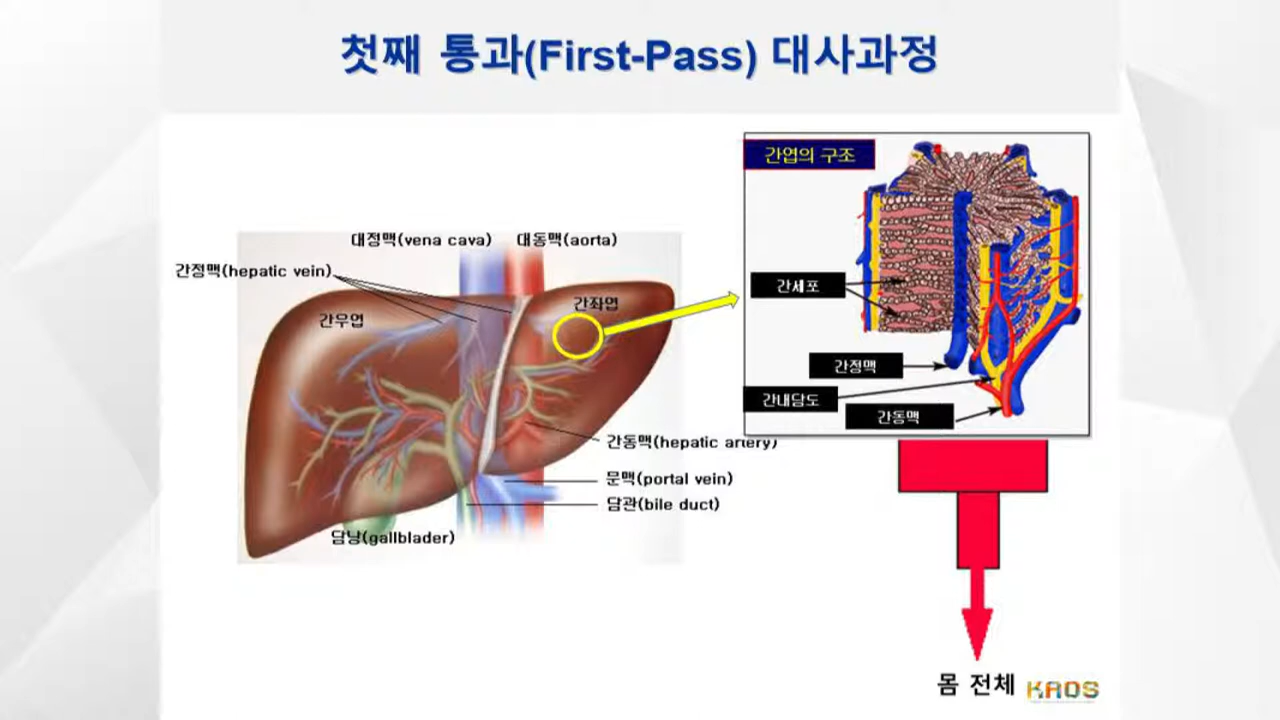 첫째 통과(First-Pass) 대사과정
간엽의 구조
대정맥(vena cava)
대동맥(aorta)
간정맥(hepatic vein)
간좌엽
간우엽
간세포
간정맥
간내담도
간동맥
간동맥(hepatic artery)
문맥(portal vein)
담관(bile duct)
담낭(gallblader)
몸 전체
KAOS